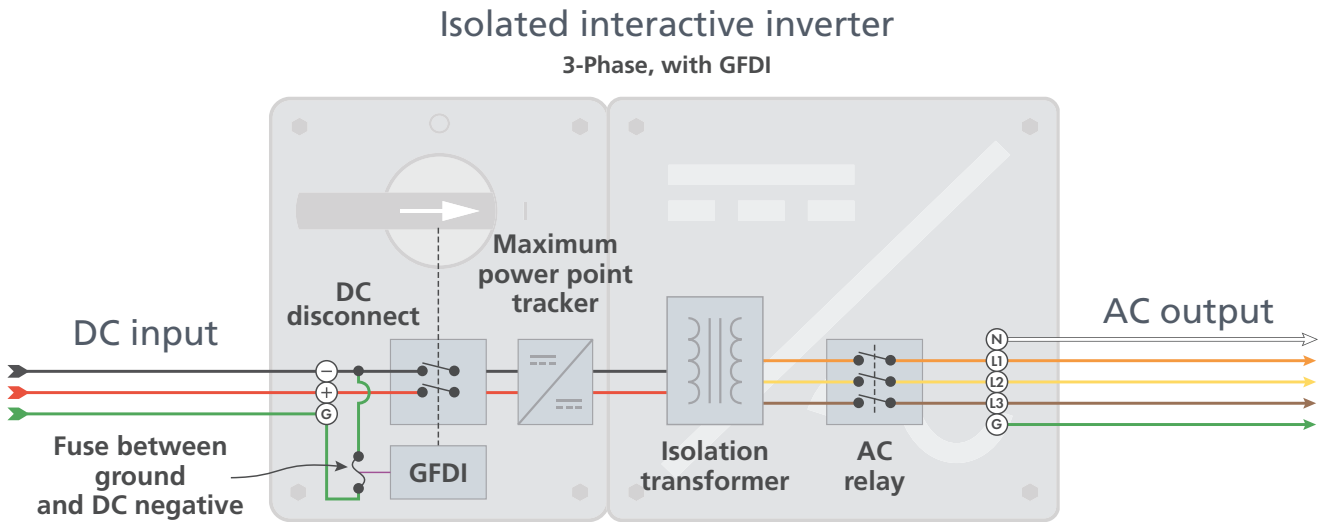 Isolated interactive inverter
3-Phase, with GFDI
Maximum
power point
tracker
DC
disconnect
DC input
AC output
−
+
G
N
L1
L2
L3
G
Fuse between
ground
and DC negative
GFDI
Isolation
transformer
AC
relay